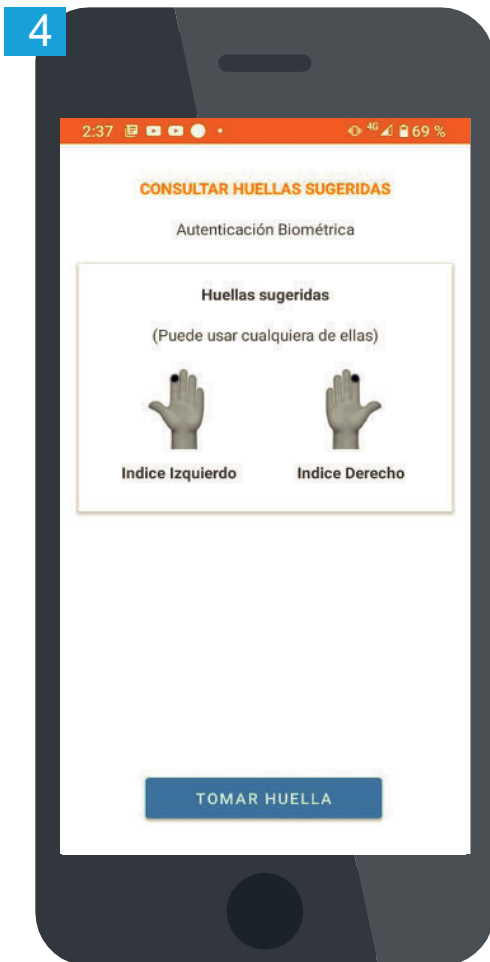 4
2:37 4G 69 %
CONSULTAR HUELLAS SUGERIDAS
Autenticación Biométrica
Huellas sugeridas
(Puede usar cualquiera de ellas)
Indice Izquierdo Indice Derecho
TOMAR HUELLA